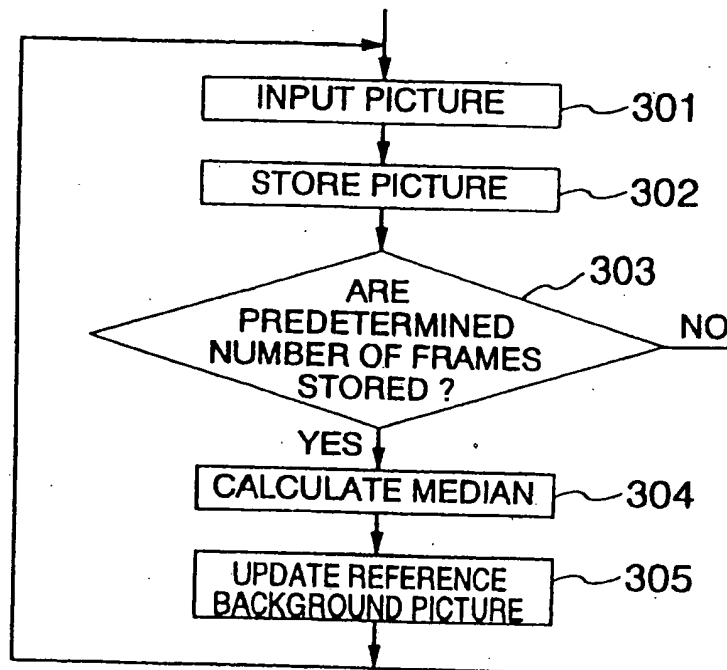 INPUT PICTURE
301
STORE PICTURE
302
303
ARE
PREDETERMINED
NUMBER OF FRAMES
STORED ?
NO
YES
CALCULATE MEDIAN
304
UPDATE REFERENCE
BACKGROUND PICTURE
305